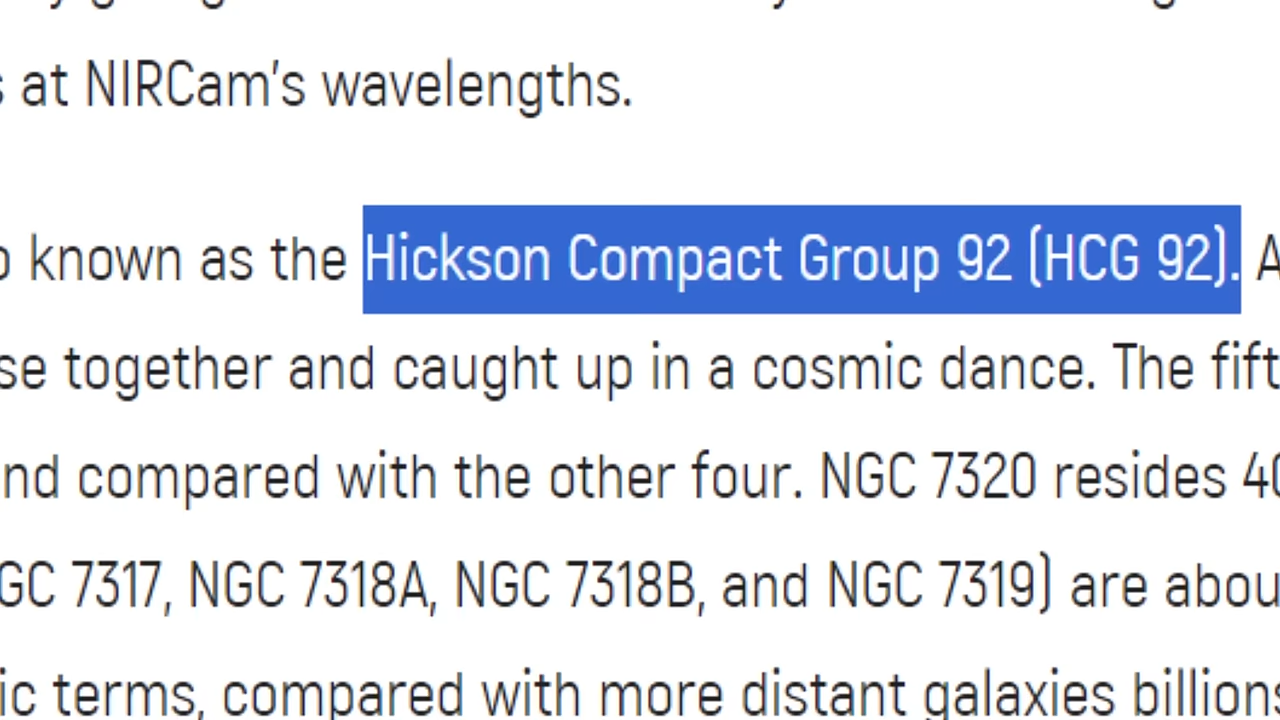 s at NIRCam's wavelengths.
known as the Hickson Compact Group 92 (HCG 92). A
se together and caught up in a cosmic dance. The fift
nd compared with the other four. NGC 7320 resides 40
GC 7317, NGC 7318A, NGC 7318B, and NGC 7319) are abou
ic terms, compared with more distant galaxies billions